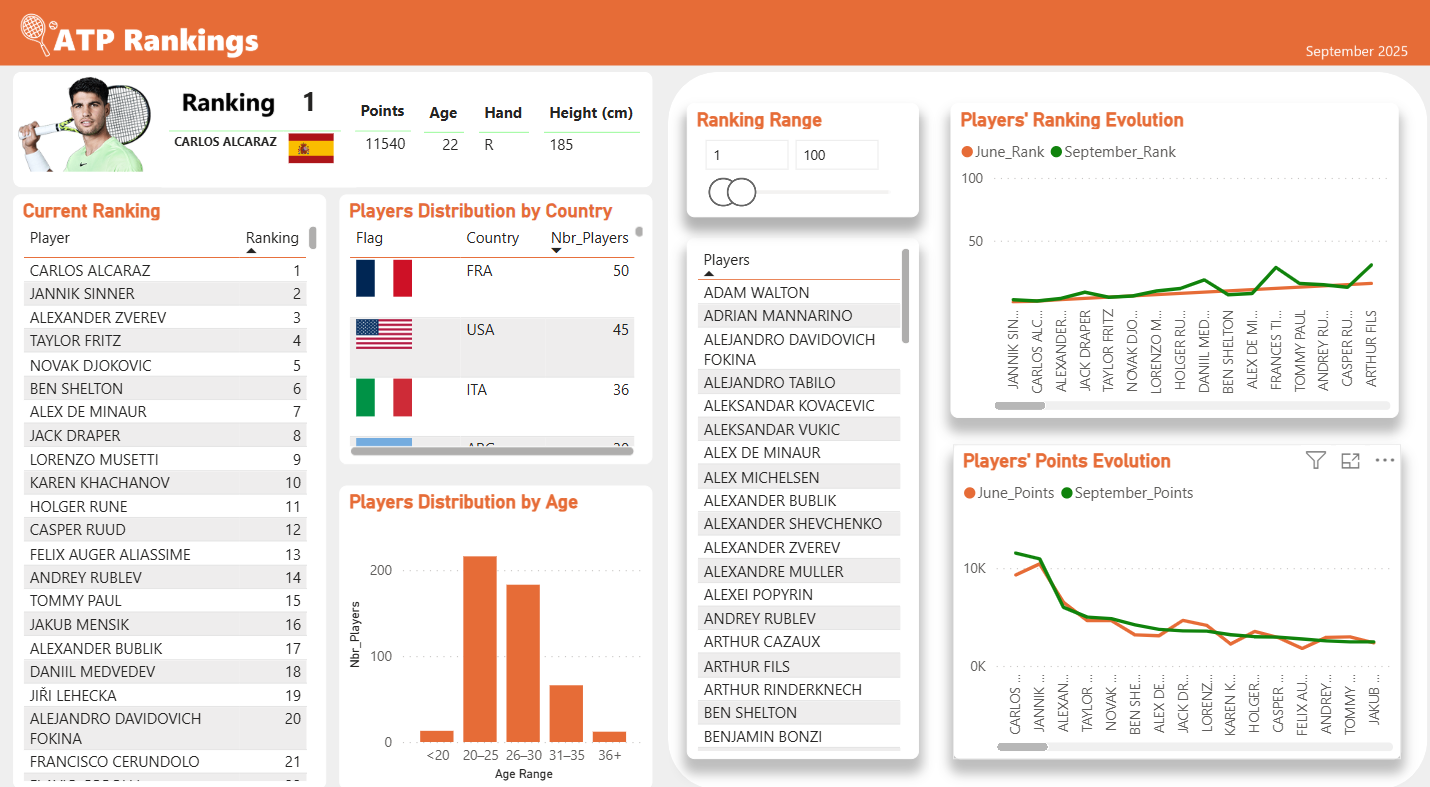 ATP Rankings
September 2025
Ranking 1
CARLOS ALCARAZ
Points Age Hand Height (cm)
11540 22 R 185
Current Ranking
Player Ranking
CARLOS ALCARAZ 1
JANNIK SINNER 2
ALEXANDER ZVEREV 3
TAYLOR FRITZ 4
NOVAK DJOKOVIC 5
BEN SHELTON 6
ALEX DE MINAUR 7
JACK DRAPER 8
LORENZO MUSETTI 9
KAREN KHACHANOV 10
HOLGER RUNE 11
CASPER RUUD 12
FELIX AUGER ALIASSIME 13
ANDREY RUBLEV 14
TOMMY PAUL 15
JAKUB MENSIK 16
ALEXANDER BUBLIK 17
DANIIL MEDVEDEV 18
JIŘÍ LEHECKA 19
ALEJANDRO DAVIDOVICH 20
FOKINA
FRANCISCO CERUNDOLO 21
Players Distribution by Country
Flag Country Nbr_Players
FRA 50
USA 45
ITA 36
Players Distribution by Age
Nbr_Players
200
100
0
<20 20–25 26–30 31–35 36+
Age Range
Ranking Range
1 100
Players
ADAM WALTON
ADRIAN MANNARINO
ALEJANDRO DAVIDOVICH
FOKINA
ALEJANDRO TABILO
ALEKSANDAR KOVACEVIC
ALEKSANDAR VUKIC
ALEX DE MINAUR
ALEX MICHELSEN
ALEXANDER BUBLIK
ALEXANDER SHEVCHENKO
ALEXANDER ZVEREV
ALEXANDRE MULLER
ALEXEI POPYRIN
ANDREY RUBLEV
ARTHUR CAZAUX
ARTHUR FILS
ARTHUR RINDERKNECH
BEN SHELTON
BENJAMIN BONZI
Players' Ranking Evolution
June_Rank September_Rank
100
50
JANNIK SIN...
CARLOS ALC...
ALEXANDER...
JACK DRAPER
TAYLOR FRITZ
NOVAK DJO...
LORENZO M...
HOLGER RU...
DANIIL MED...
BEN SHELTON
ALEX DE MI...
FRANCES TI...
TOMMY PAUL
ANDREY RU...
CASPER RU...
ARTHUR FILS
Players' Points Evolution
June_Points September_Points
10K
0K
CARLOS ...
JANNIK ...
ALEXAN...
TAYLOR ...
NOVAK ...
BEN SHE...
ALEX DE...
JACK DR...
LORENZ...
KAREN K...
HOLGER...
CASPER ...
FELIX AU...
ANDREY...
TOMMY ...
JAKUB ...